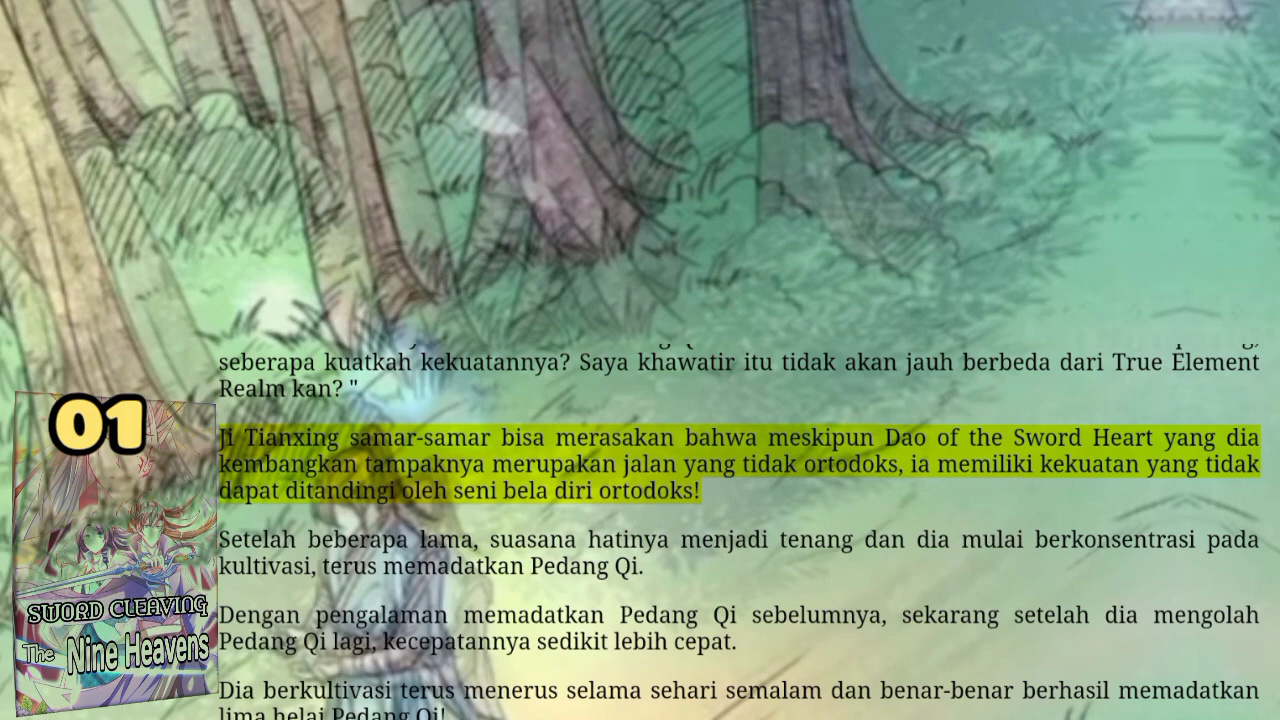 seberapa kuatkah kekuatannya? Saya khawatir itu tidak akan jauh berbeda dari True Element
Realm kan? "
01
Ji Tianxing samar-samar bisa merasakan bahwa meskipun Dao of the Sword Heart yang dia
kembangkan tampaknya merupakan jalan yang tidak ortodoks, ia memiliki kekuatan yang tidak
dapat ditandingi oleh seni bela diri ortodoks!
Setelah beberapa lama, suasana hatinya menjadi tenang dan dia mulai berkonsentrasi pada
kultivasi, terus memadatkan Pedang Qi.
Dengan pengalaman memadatkan Pedang Qi sebelumnya, sekarang setelah dia mengolah
Pedang Qi lagi, kecepatannya sedikit lebih cepat.
SWORD CLEAVING
The Nine Heavens
Dia berkultivasi terus menerus selama sehari semalam dan benar-benar berhasil memadatkan
lima helai Pedang Qi!